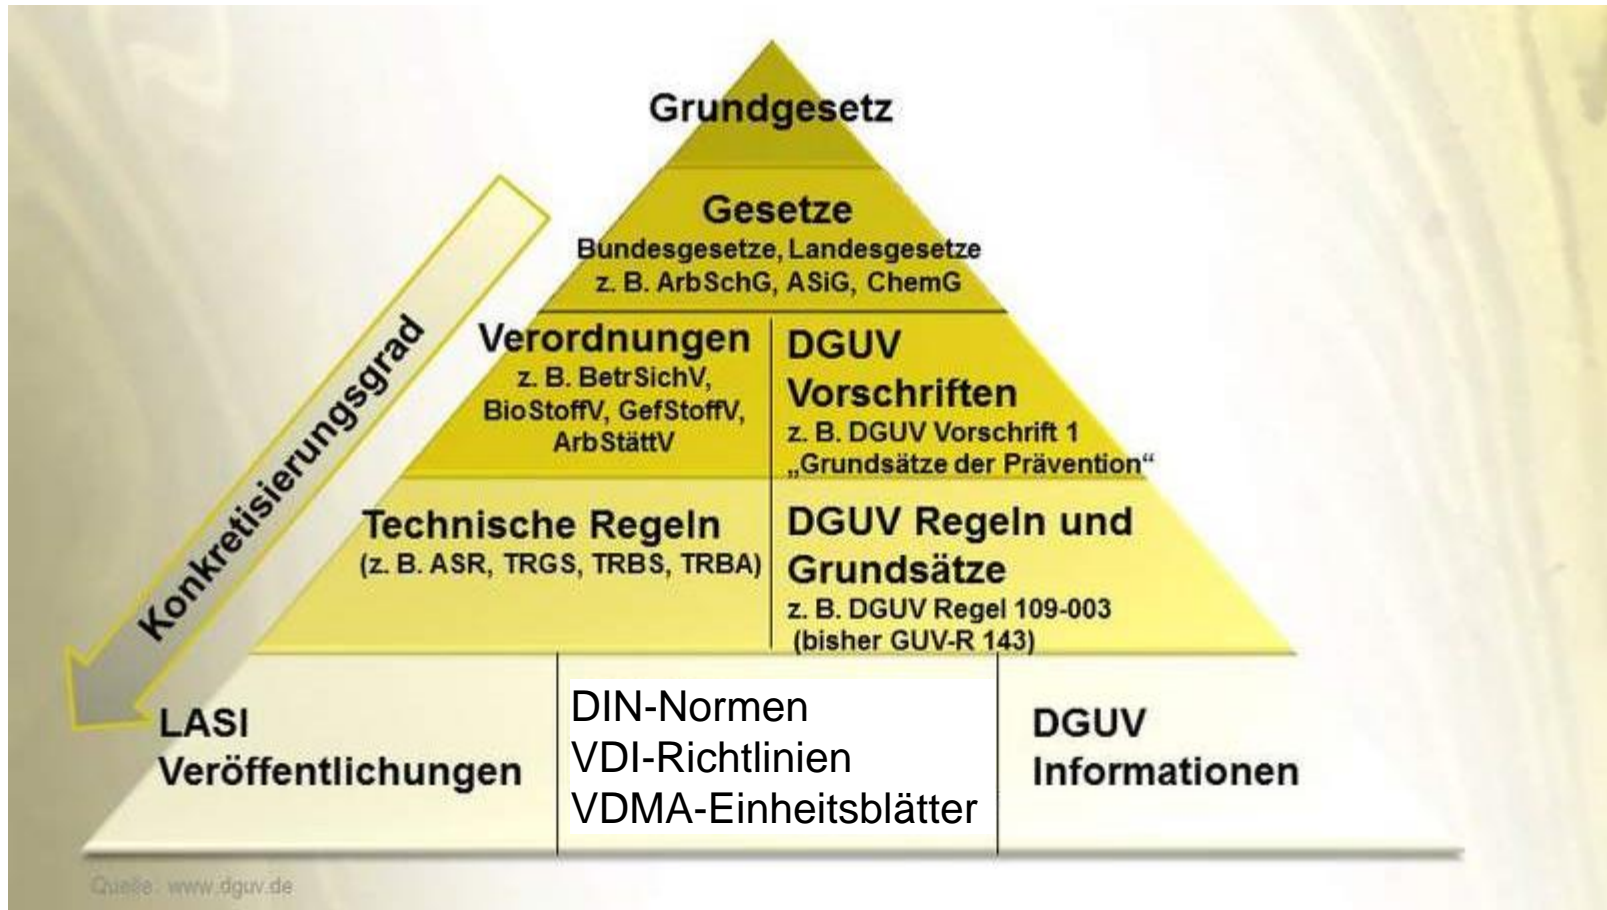 Grundgesetz
Gesetze
Bundesgesetze, Landesgesetze
z. B. ArbSchG, ASiG, ChemG
Konkretisierungsgrad
Verordnungen
z. B. BetrSichV,
BioStoffV, GefStoffV,
ArbStättV
DGUV
Vorschriften
z. B. DGUV Vorschrift 1
„Grundsätze der Prävention“
Technische Regeln
(z. B. ASR, TRGS, TRBS, TRBA)
DGUV Regeln und
Grundsätze
z. B. DGUV Regel 109-003
(bisher GUV-R 143)
LASI
Veröffentlichungen
DIN-Normen
VDI-Richtlinien
VDMA-Einheitsblätter
DGUV
Informationen
Quelle: www.dguv.de